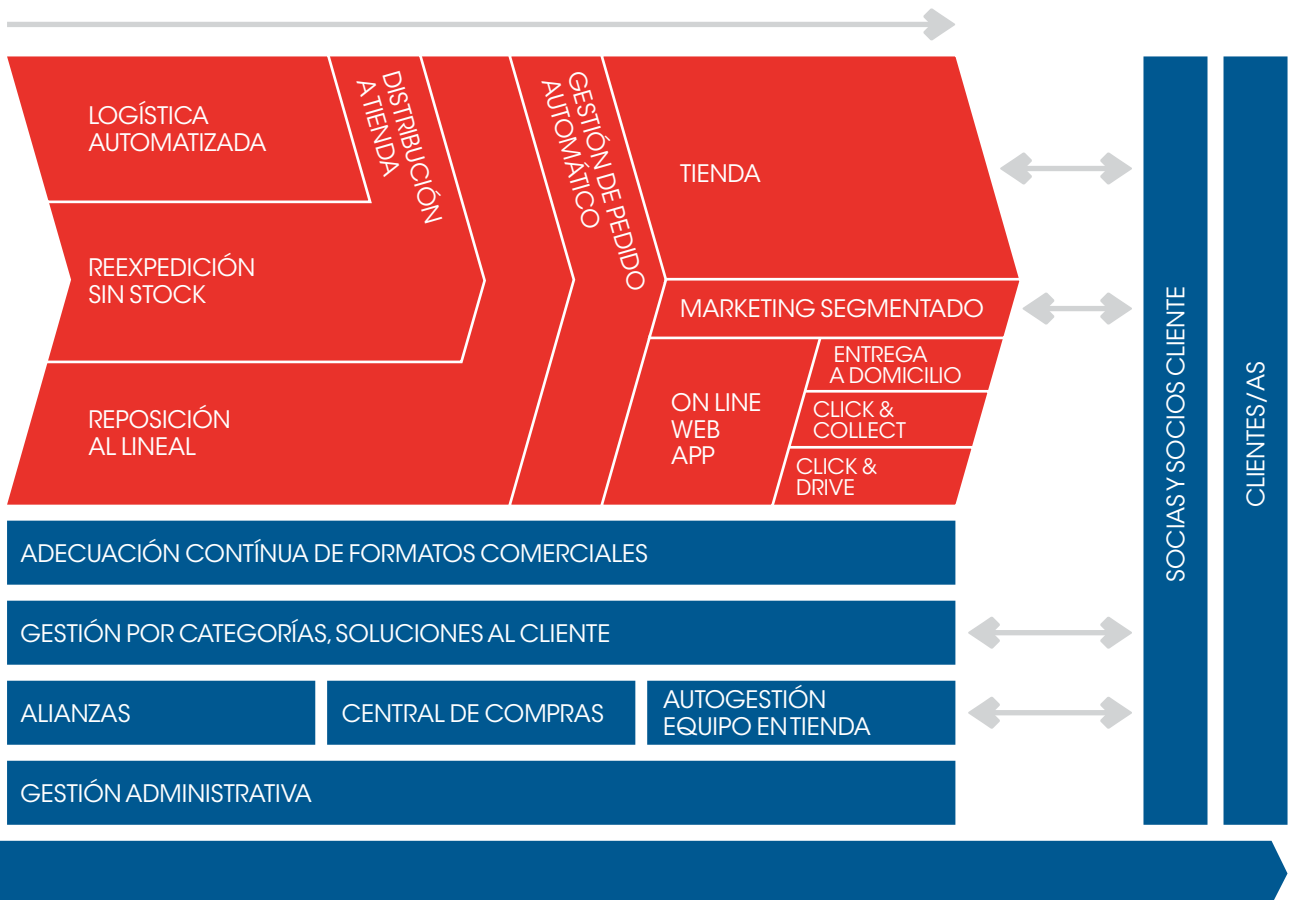 LOGÍSTICA
AUTOMATIZADA
DISTRIBUCIÓN
A TIENDA
GESTIÓN DE PEDIDO
AUTOMÁTICO
TIENDA
REEXPEDICIÓN
SIN STOCK
MARKETING SEGMENTADO
REPOSICIÓN
AL LINEAL
ON LINE
WEB
APP
ENTREGA
A DOMICILIO
CLICK &
COLLECT
CLICK &
DRIVE
ADECUACIÓN CONTÍNUA DE FORMATOS COMERCIALES
GESTIÓN POR CATEGORÍAS, SOLUCIONES AL CLIENTE
ALIANZAS
CENTRAL DE COMPRAS
AUTOGESTIÓN
EQUIPO EN TIENDA
GESTIÓN ADMINISTRATIVA
SOCIAS Y SOCIOS CLIENTE
CLIENTES/AS